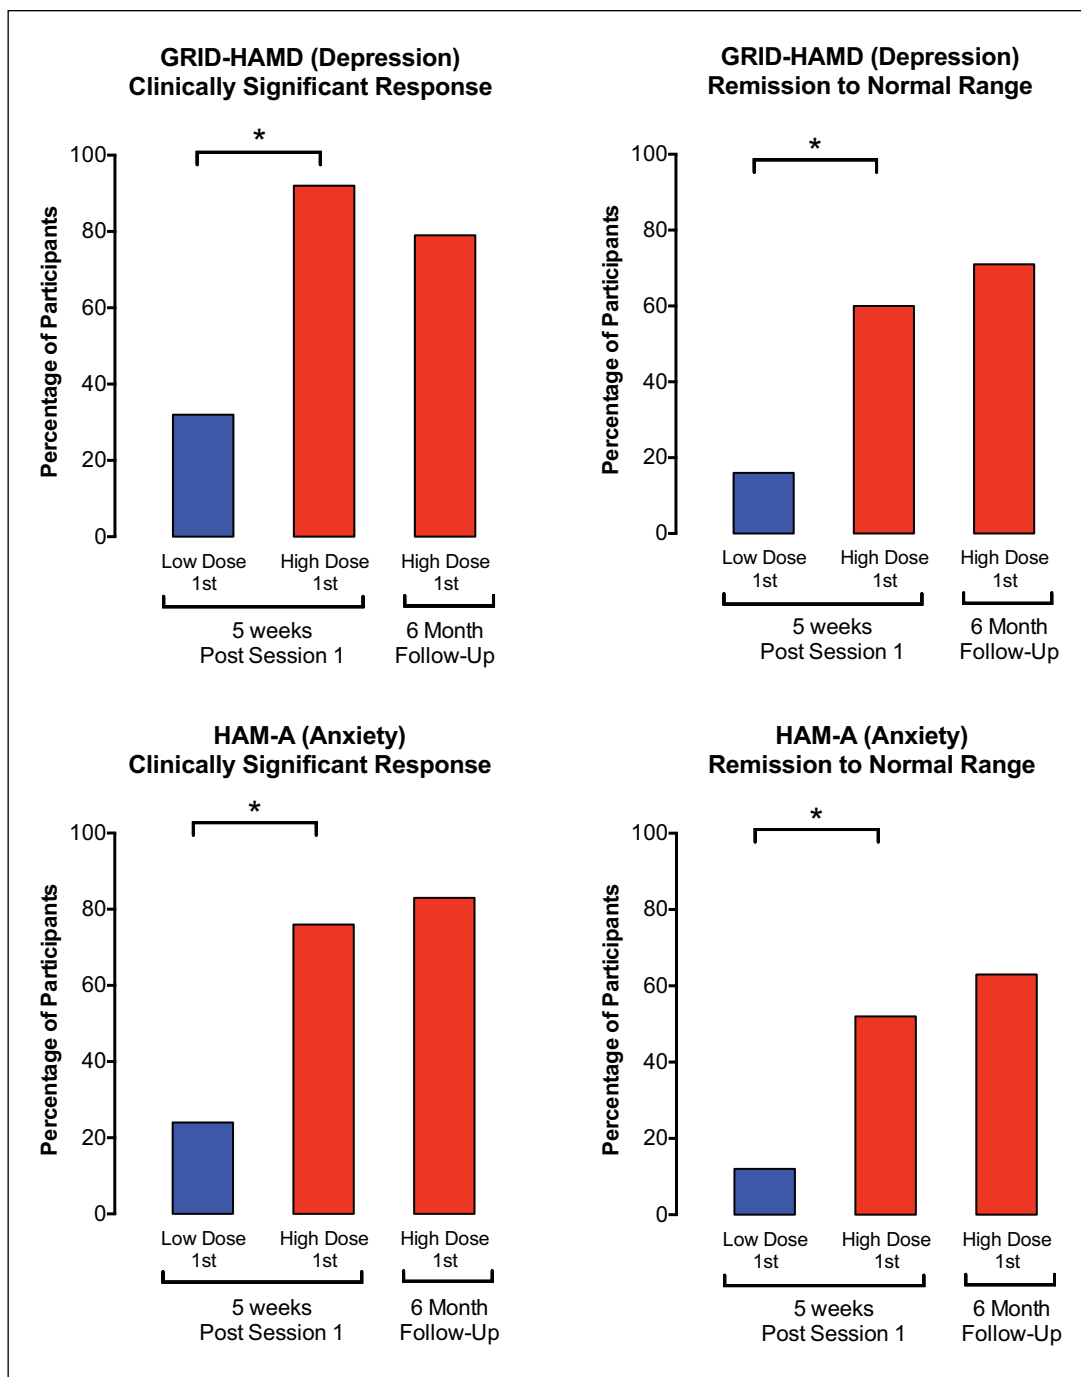 GRID-HAMD (Depression)
Clinically Significant Response
*
Percentage of Participants
100
80
60
40
20
0
Low Dose
1st
High Dose
1st
High Dose
1st
5 weeks
Post Session 1
6 Month
Follow-Up
GRID-HAMD (Depression)
Remission to Normal Range
*
Percentage of Participants
100
80
60
40
20
0
Low Dose
1st
High Dose
1st
High Dose
1st
5 weeks
Post Session 1
6 Month
Follow-Up
HAM-A (Anxiety)
Clinically Significant Response
*
Percentage of Participants
100
80
60
40
20
0
Low Dose
1st
High Dose
1st
High Dose
1st
5 weeks
Post Session 1
6 Month
Follow-Up
HAM-A (Anxiety)
Remission to Normal Range
*
Percentage of Participants
100
80
60
40
20
0
Low Dose
1st
High Dose
1st
High Dose
1st
5 weeks
Post Session 1
6 Month
Follow-Up